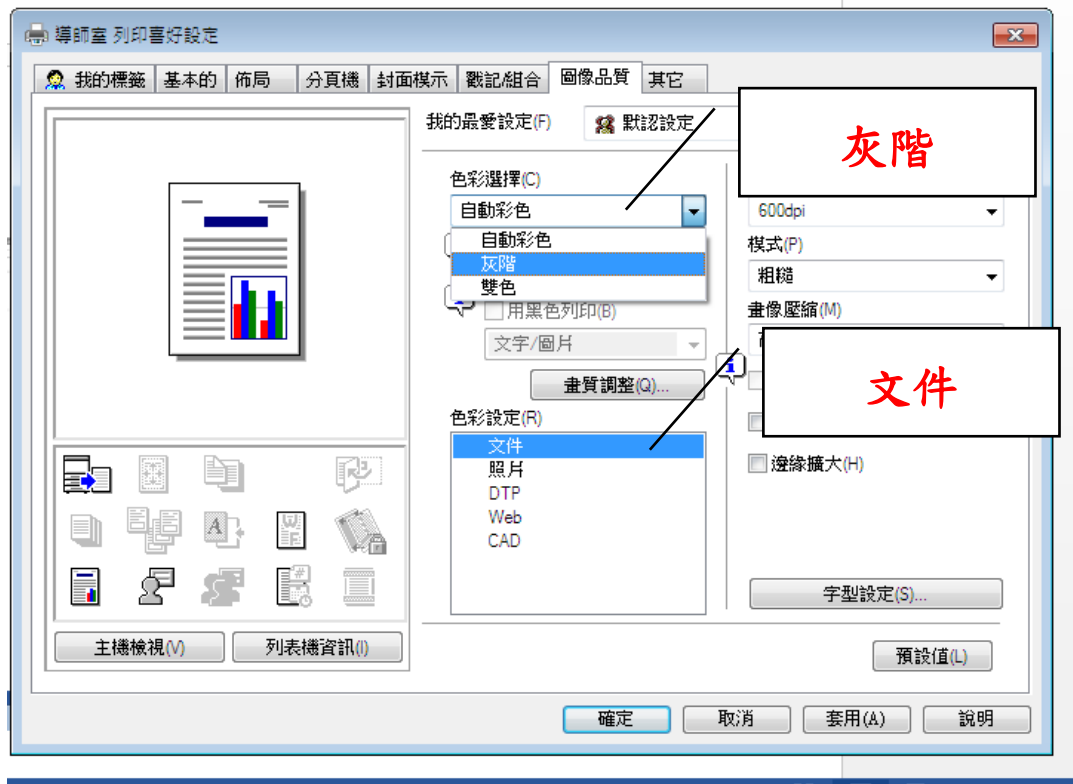 導師室 列印喜好設定
我的標籤 基本的 佈局 分頁機 封面模示 戳記/組合 圖像品質 其它
我的最愛設定(F) 默認設定
灰階
色彩選擇(C)
自動彩色
600dpi
自動彩色
模式(P)
灰階
粗糙
雙色
用黑色列印(B)
畫像壓縮(M)
文字/圖片
文件
畫質調整(Q)...
色彩設定(R)
文件
照片
邊緣擴大(H)
DTP
Web
CAD
字型設定(S)...
主機檢視(V) 列表機資訊(I)
預設值(L)
確定 取消 套用(A) 說明